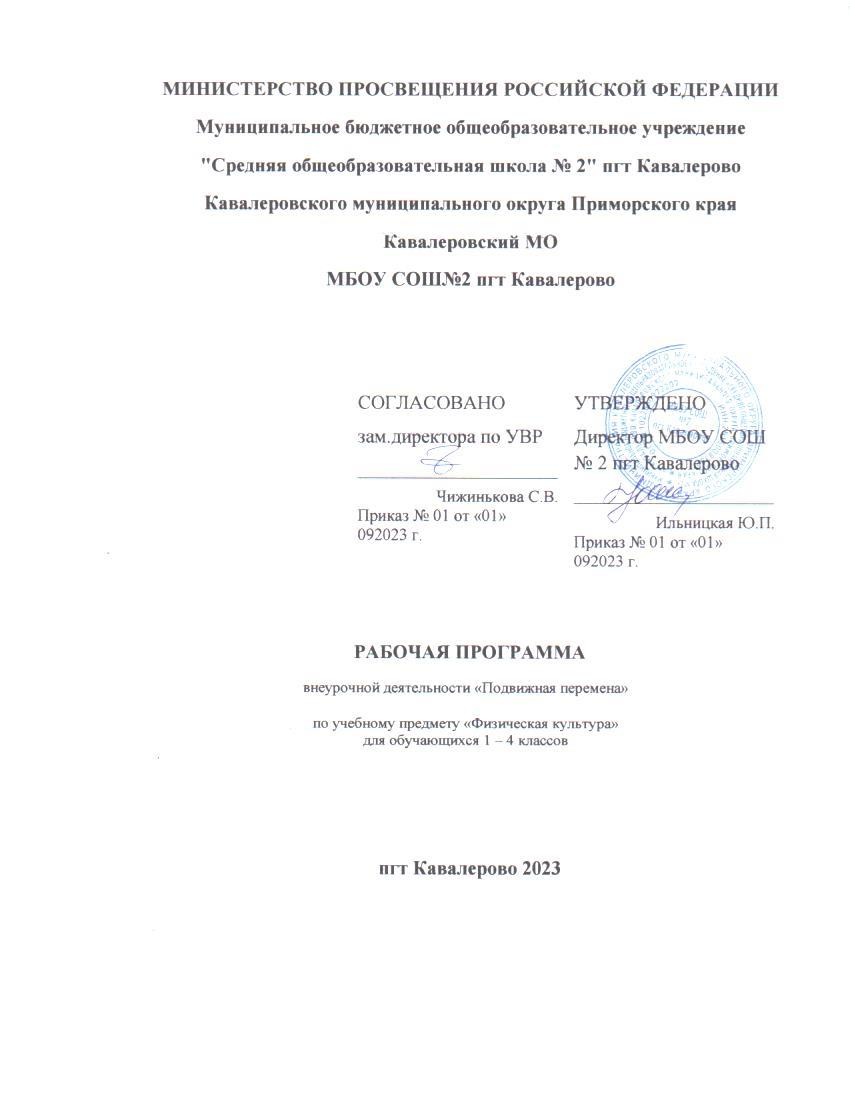 МИНИСТЕРСТВО ПРОСВЕЩЕНИЯ РОССИЙСКОЙ ФЕДЕРАЦИИ
Муниципальное бюджетное общеобразовательное учреждение
"Средняя общеобразовательная школа № 2" пгт Кавалерово
Кавалеровского муниципального округа Приморского края
Кавалеровский МО
МБОУ СОШ№2 пгт Кавалерово
СОГЛАСОВАНО
зам.директора по УВР
Чижинькова С.В.
Приказ № 01 от «01»
092023 г.
УТВЕРЖДЕНО
Директор МБОУ СОШ
№ 2 пгт Кавалерово
Ильницкая Ю.П.
Приказ № 01 от «01»
092023 г.
РАБОЧАЯ ПРОГРАММА
внеурочной деятельности «Подвижная перемена»
по учебному предмету «Физическая культура»
для обучающихся 1 – 4 классов
пгт Кавалерово 2023